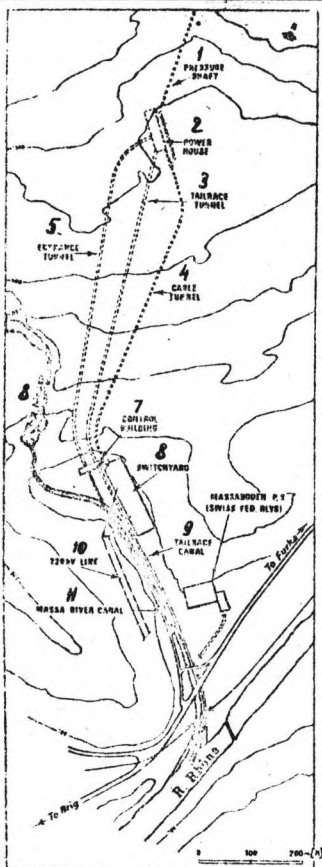 1
PRESSURE
SHAFT
2
POWER
HOUSE
3
TAILRACE
TUNNEL
5
ENTRANCE
TUNNEL
4
CABLE
TUNNEL
8
7
CONTROL
BUILDING
8
SWITCHYARD
MASSABODEN P.S
(SWISS FED. RLYS)
9
TAILRACE
CANAL
To Furka
10
220kV LINE
11
MASSA RIVER CANAL
R. Rhône
To Brig
0 100 200 [M]